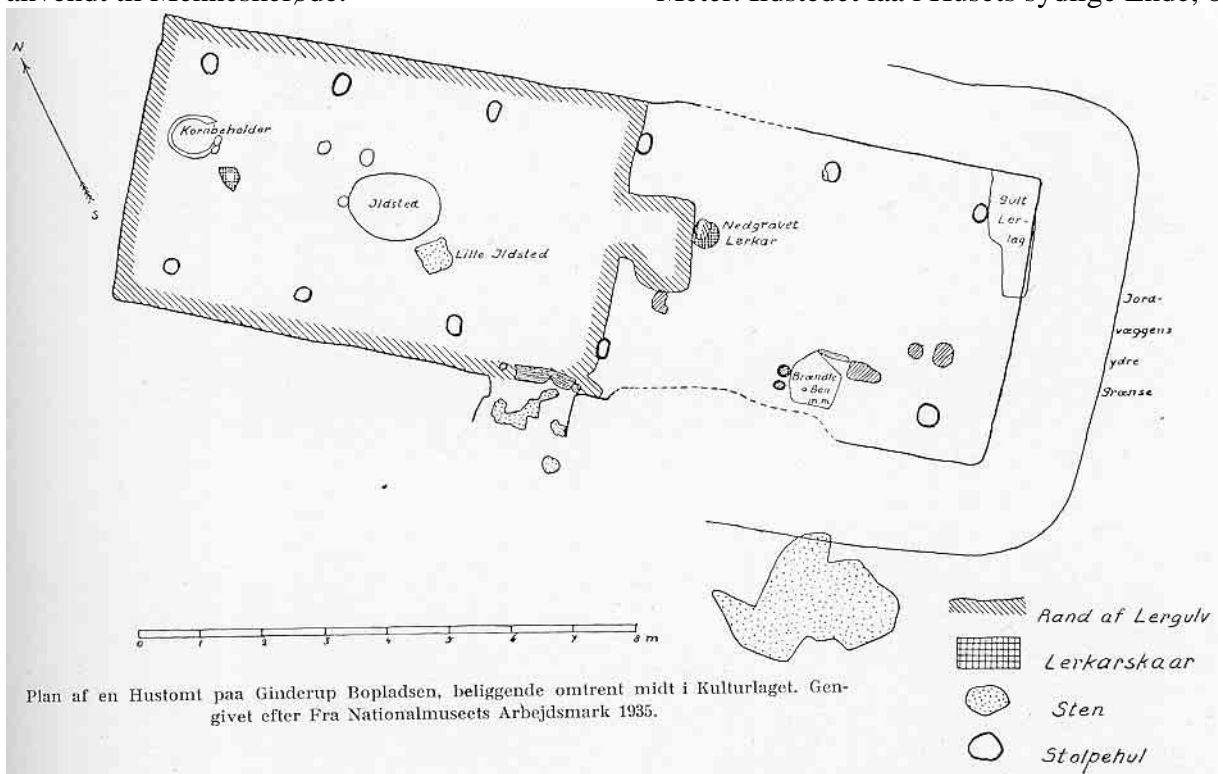 anvendt til Menneskeføde.
Meter. Ildstedet laa i Husets sydlige Ende, o
N
S
Kornbeholder
Ildsted
Lille Ildsted
Nedgravet
Lerkar
Gult
Ler-
lag
Brændte
Ben
m.m.
Jord-
væggens
ydre
Grænse
0 1 2 3 4 5 6 7 8 m
Rand af Lergulv
Lerkarskaar
Sten
Stolpehul
Plan af en Hustomt paa Ginderup Bopladsen, beliggende omtrent midt i Kulturlaget. Gen-
givet efter Fra Nationalmuseets Arbejdsmark 1935.